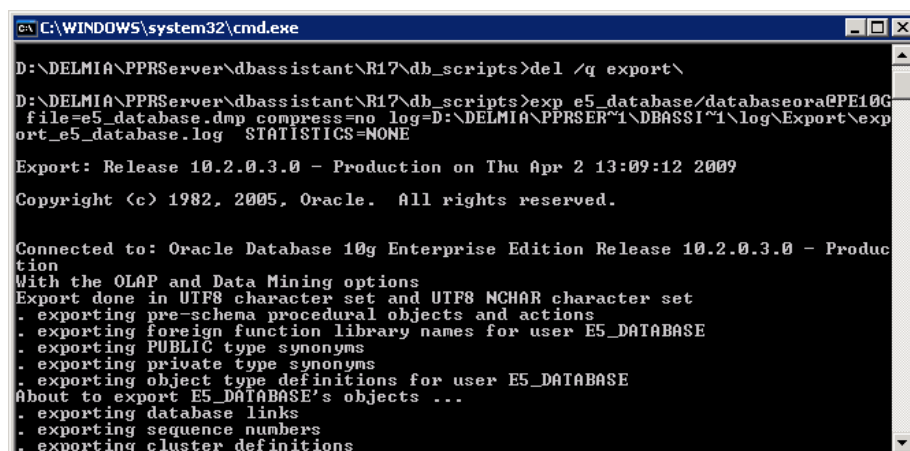 C:\WINDOWS\system32\cmd.exe
D:\DELMIA\PPRServer\dbassistant\R17\db_scripts>del /q export\
D:\DELMIA\PPRServer\dbassistant\R17\db_scripts>exp e5_database/databaseora@PE10G
file=e5_database.dmp compress=no log=D:\DELMIA\PPRSER~1\DBASSI~1\log\Export\exp
ort_e5_database.log  STATISTICS=NONE
Export: Release 10.2.0.3.0 - Production on Thu Apr 2 13:09:12 2009
Copyright (c) 1982, 2005, Oracle.  All rights reserved.
Connected to: Oracle Database 10g Enterprise Edition Release 10.2.0.3.0 - Produc
tion
With the OLAP and Data Mining options
Export done in UTF8 character set and UTF8 NCHAR character set
. exporting pre-schema procedural objects and actions
. exporting foreign function library names for user E5_DATABASE
. exporting PUBLIC type synonyms
. exporting private type synonyms
. exporting object type definitions for user E5_DATABASE
About to export E5_DATABASE's objects ...
. exporting database links
. exporting sequence numbers
. exporting cluster definitions